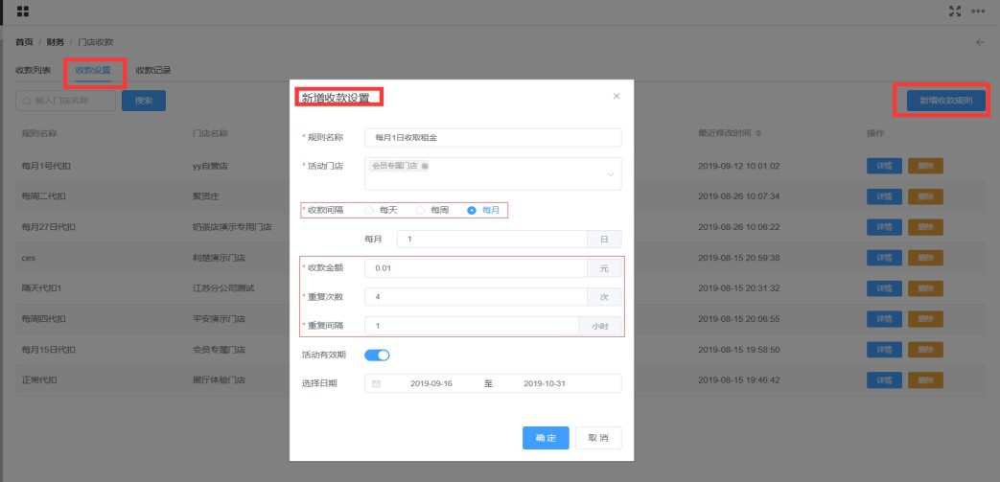 首页 / 财务 / 门店收款
收款列表 收款设置 收款记录
输入门店名称 搜索 新增收款规则
规则名称 门店名称 最近修改时间 操作
每月1号代扣 yy自营店 2019-09-12 10:01:02 详情 删除
每周二代扣 聚贤庄 2019-08-26 10:07:34 详情 删除
每月27日代扣 奶茶店演示专用门店 2019-08-26 10:06:22 详情 删除
ces 利楚演示门店 2019-08-15 20:59:38 详情 删除
隔天代扣1 江苏分公司测试 2019-08-15 20:31:32 详情 删除
每周四代扣 平安演示门店 2019-08-15 20:06:55 详情 删除
每月15日代扣 会员专属门店 2019-08-15 19:58:50 详情 删除
正常代扣 展厅体验门店 2019-08-15 19:46:42 详情 删除
新增收款设置
* 规则名称 每月1日收取租金
* 活动门店 会员专属门店
* 收款间隔 每天 每周 每月
每月 1 日
* 收款金额 0.01 元
* 重复次数 4 次
* 重复间隔 1 小时
活动有效期
选择日期 2019-09-16 至 2019-10-31
确定 取消